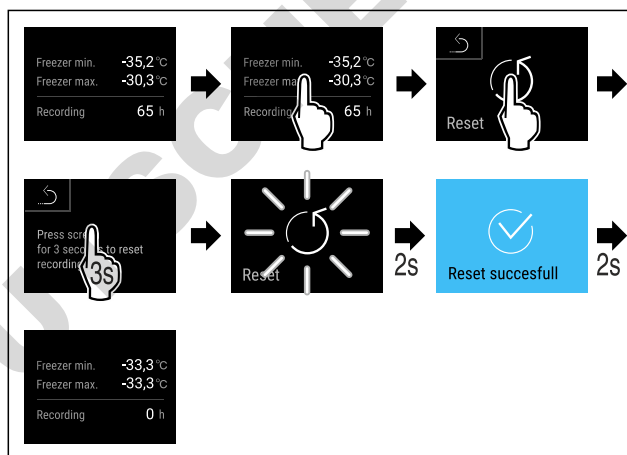 Freezer min. -35,2 °C
Freezer max. -30,3 °C
Recording 65 h
Freezer min. -35,2 °C
Freezer ma -30,3 °C
Recording 65 h
Reset
Press scre
for 3 seco s to reset
recording
3S
Reset
2s
Reset succesfull
2s
Freezer min. -33,3 °C
Freezer max. -33,3 °C
Recording 0 h